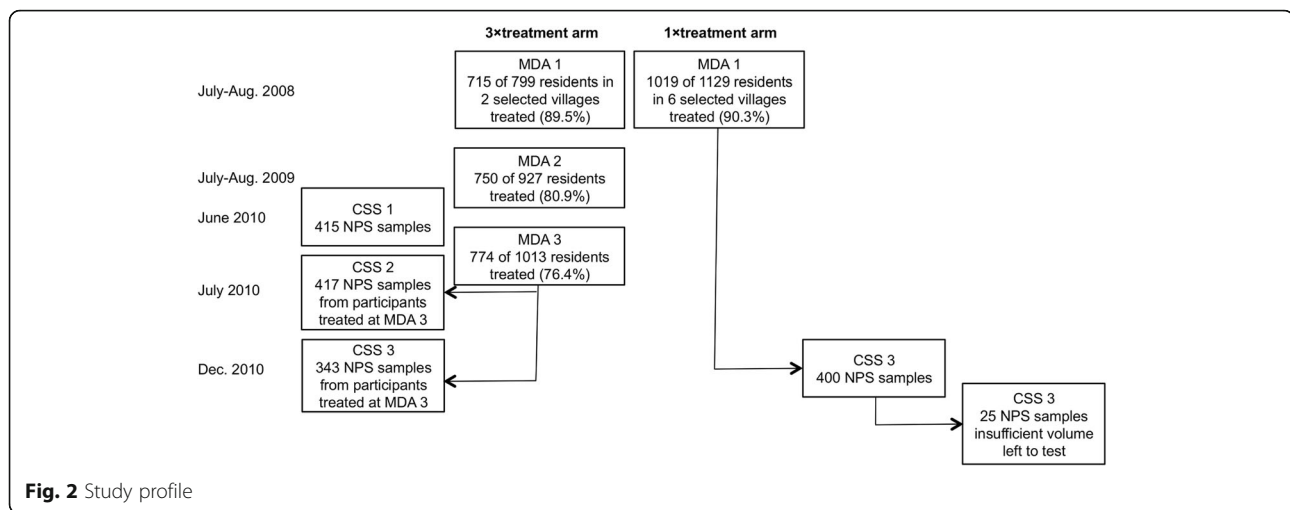 3×treatment arm
1×treatment arm
July-Aug. 2008
MDA 1
715 of 799 residents in
2 selected villages
treated (89.5%)
MDA 1
1019 of 1129 residents
in 6 selected villages
treated (90.3%)
July-Aug. 2009
MDA 2
750 of 927 residents
treated (80.9%)
June 2010
CSS 1
415 NPS samples
MDA 3
774 of 1013 residents
treated (76.4%)
July 2010
CSS 2
417 NPS samples
from participants
treated at MDA 3
Dec. 2010
CSS 3
343 NPS samples
from participants
treated at MDA 3
CSS 3
400 NPS samples
CSS 3
25 NPS samples
insufficient volume
left to test
Fig. 2 Study profile